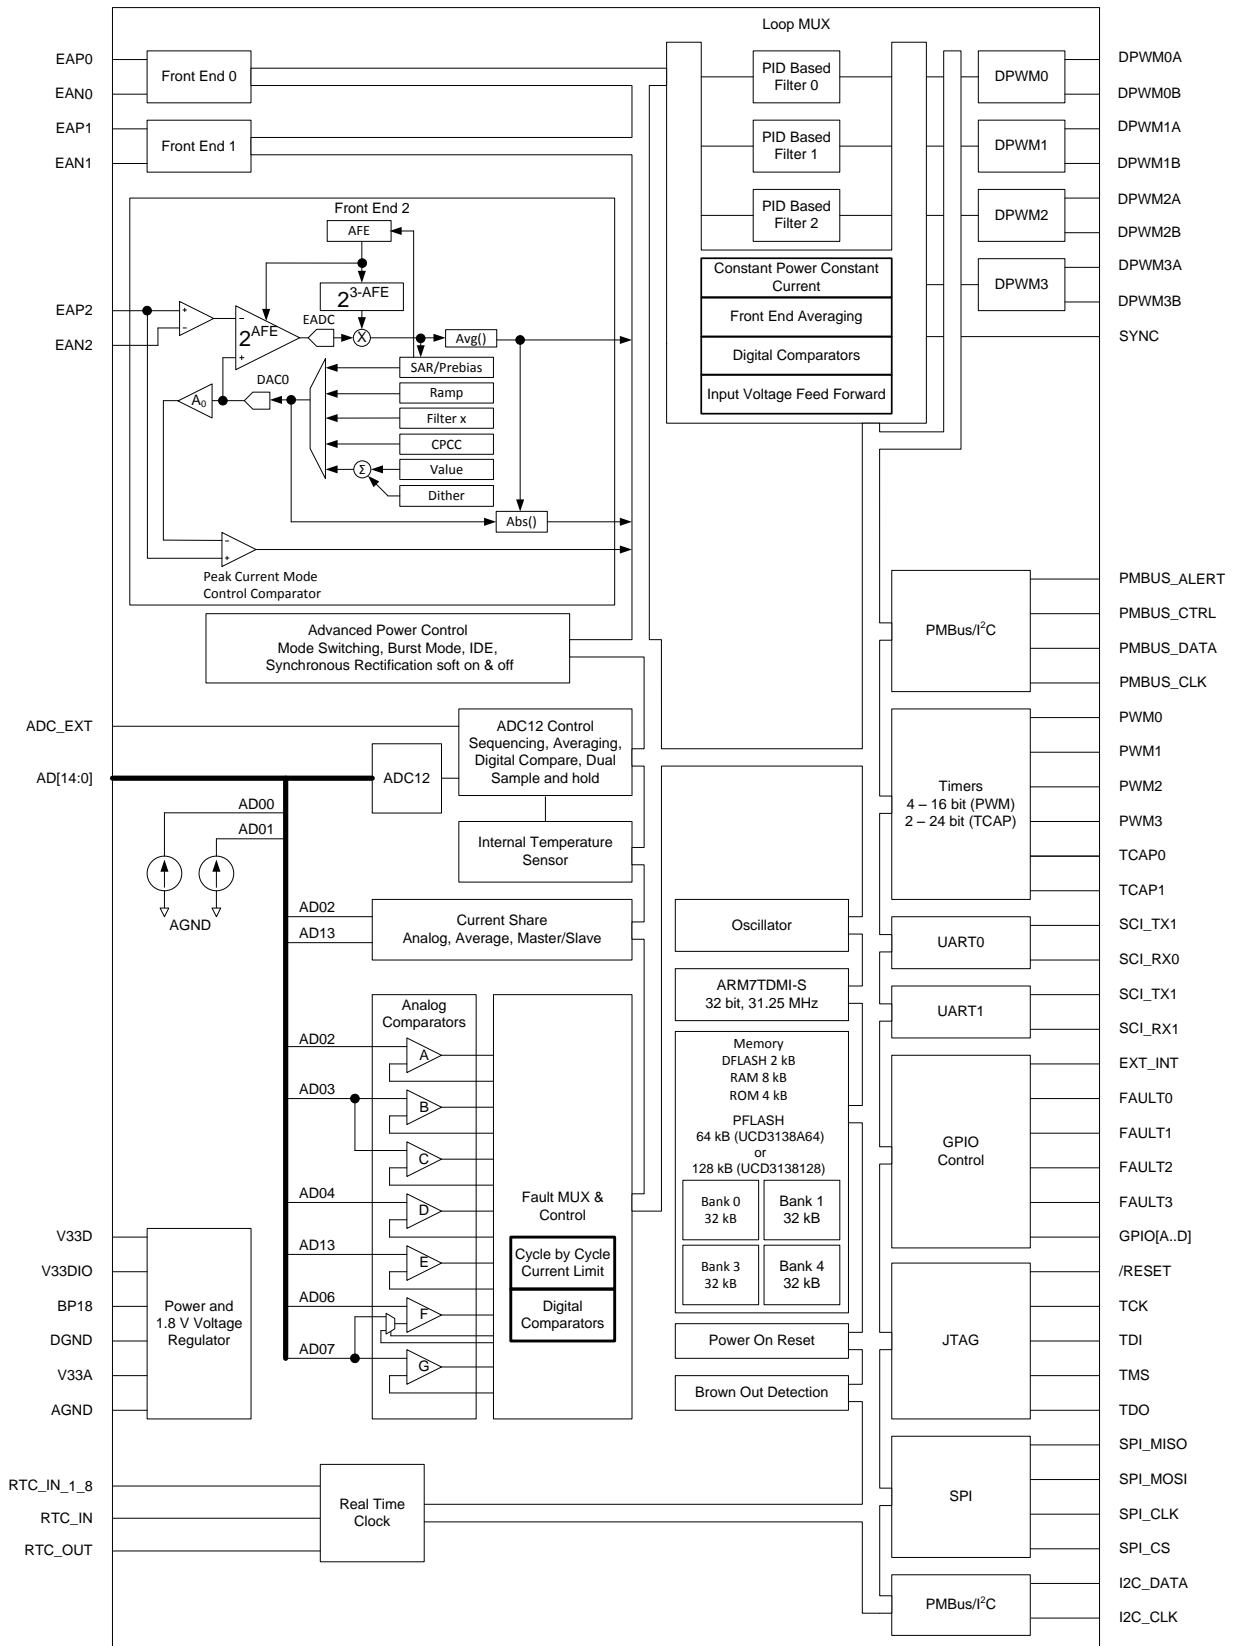 Loop MUX
EAP0
EAN0
EAP1
EAN1
Front End 0
Front End 1
PID Based
Filter 0
PID Based
Filter 1
PID Based
Filter 2
DPWM0
DPWM1
DPWM2
DPWM3
DPWM0A
DPWM0B
DPWM1A
DPWM1B
DPWM2A
DPWM2B
DPWM3A
DPWM3B
SYNC
Constant Power Constant
Current
Front End Averaging
Digital Comparators
Input Voltage Feed Forward
EAP2
EAN2
Front End 2
AFE
2^3-AFE
+
−
−
2^AFE
+
EADC
X
Avg()
DAC0
A₀
SAR/Prebias
Ramp
Filter x
CPCC
Σ
Value
Dither
Abs()
−
+
Peak Current Mode
Control Comparator
Advanced Power Control
Mode Switching, Burst Mode, IDE,
Synchronous Rectification soft on & off
ADC_EXT
AD[14:0]
ADC12
ADC12 Control
Sequencing, Averaging,
Digital Compare, Dual
Sample and hold
AD00
AD01
AGND
Internal Temperature
Sensor
AD02
AD13
Current Share
Analog, Average, Master/Slave
Analog
Comparators
AD02
A
AD03
B
C
AD04
D
AD13
E
AD06
F
AD07
G
Fault MUX &
Control
Cycle by Cycle
Current Limit
Digital
Comparators
Oscillator
ARM7TDMI-S
32 bit, 31.25 MHz
Memory
DFLASH 2 kB
RAM 8 kB
ROM 4 kB
PFLASH
64 kB (UCD3138A64)
or
128 kB (UCD3138128)
Bank 0
32 kB
Bank 1
32 kB
Bank 3
32 kB
Bank 4
32 kB
Power On Reset
Brown Out Detection
V33D
V33DIO
BP18
DGND
V33A
AGND
Power and
1.8 V Voltage
Regulator
RTC_IN_1_8
RTC_IN
RTC_OUT
Real Time
Clock
PMBus/I²C
PMBUS_ALERT
PMBUS_CTRL
PMBUS_DATA
PMBUS_CLK
Timers
4 – 16 bit (PWM)
2 – 24 bit (TCAP)
PWM0
PWM1
PWM2
PWM3
TCAP0
TCAP1
UART0
SCI_TX1
SCI_RX0
UART1
SCI_TX1
SCI_RX1
GPIO
Control
EXT_INT
FAULT0
FAULT1
FAULT2
FAULT3
GPIO[A..D]
JTAG
/RESET
TCK
TDI
TMS
TDO
SPI
SPI_MISO
SPI_MOSI
SPI_CLK
SPI_CS
PMBus/I²C
I2C_DATA
I2C_CLK